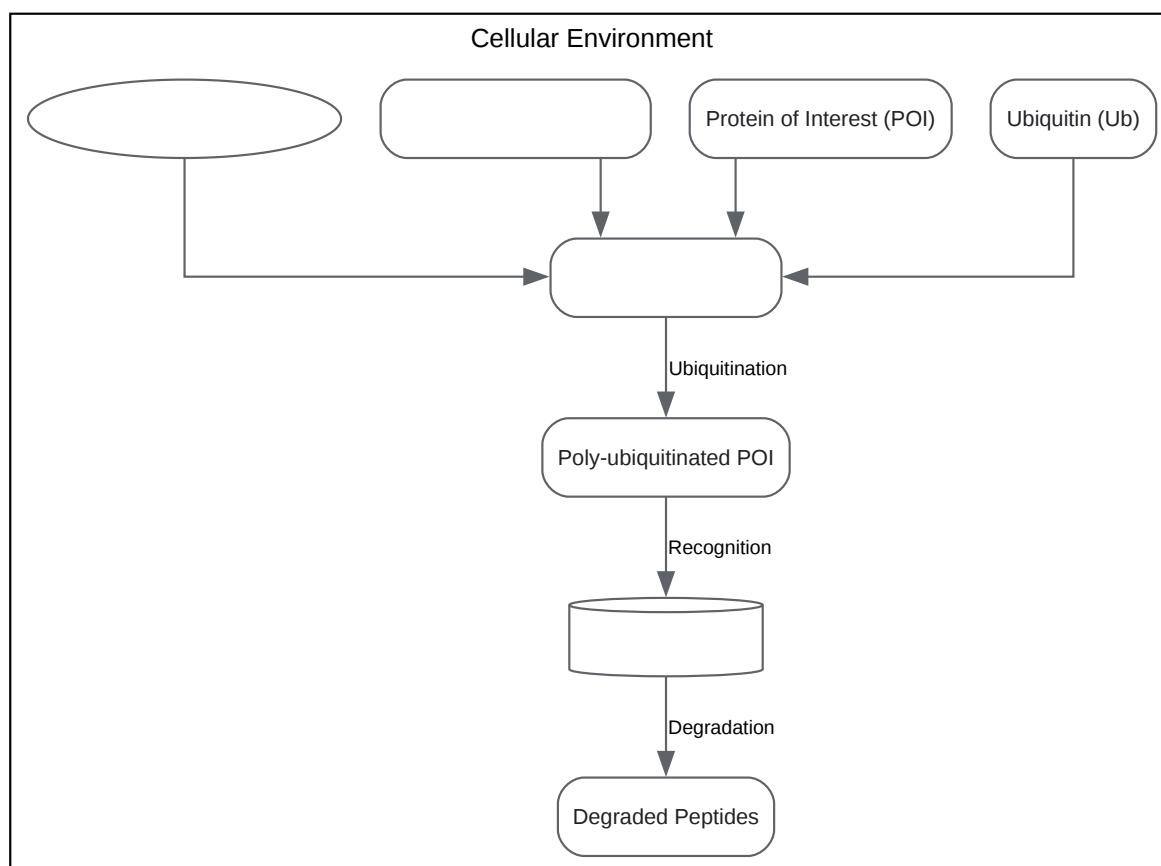 Cellular Environment
Protein of Interest (POI)
Ubiquitin (Ub)
Ubiquitination
Poly-ubiquitinated POI
Recognition
Degradation
Degraded Peptides